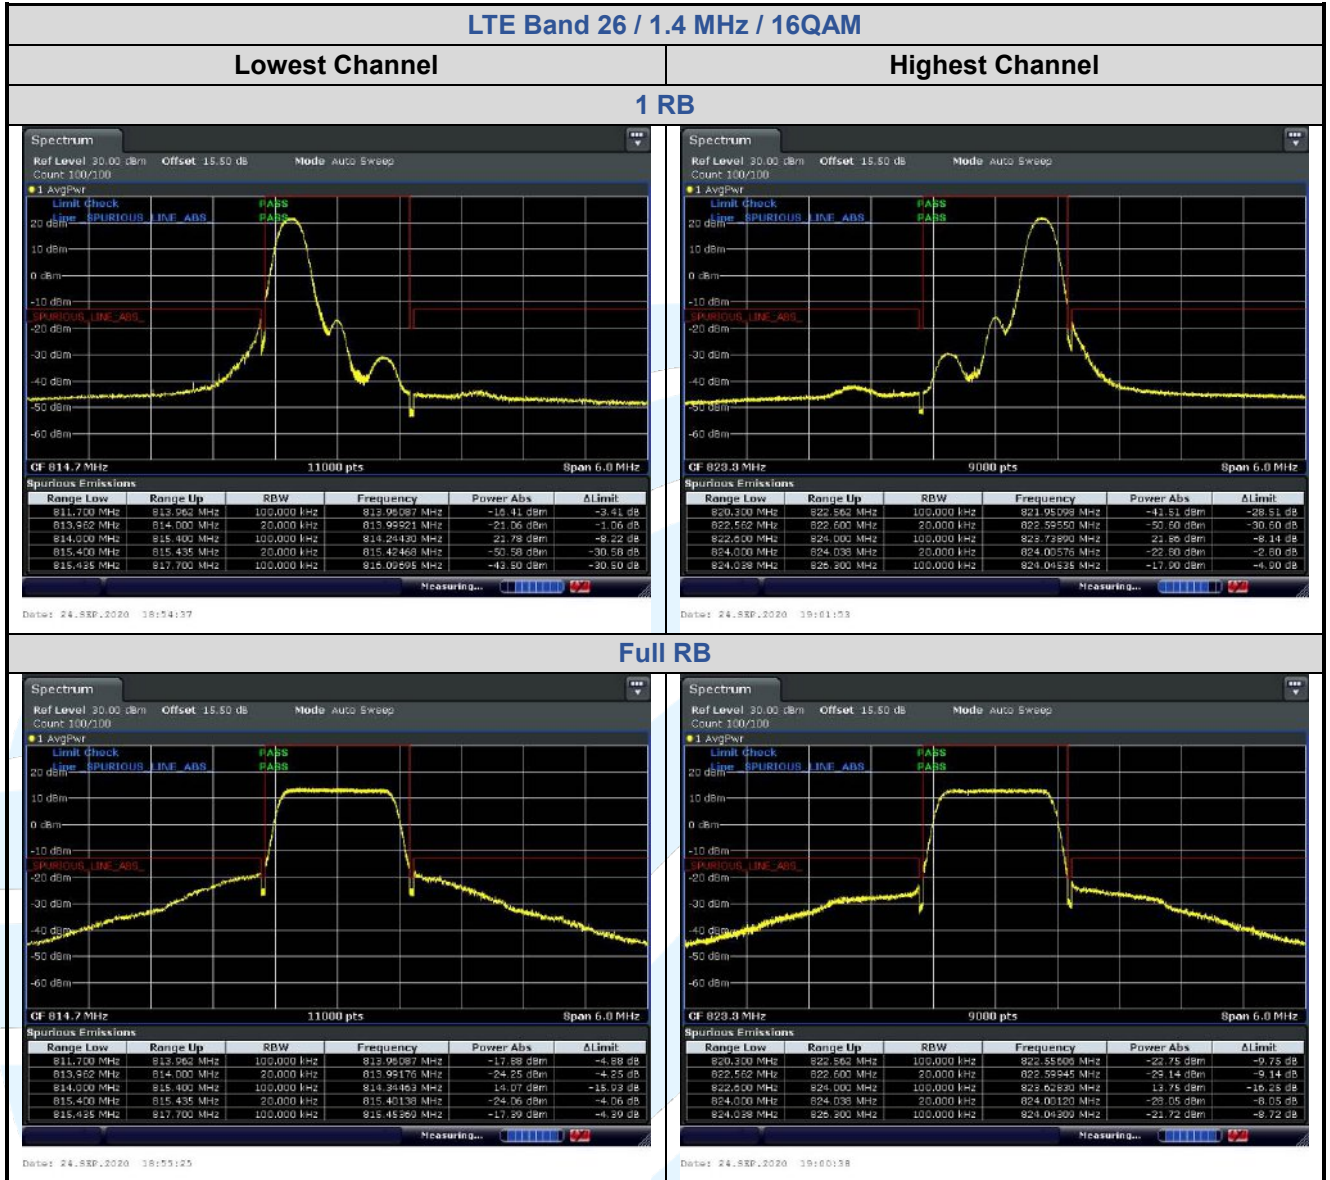 LTE Band 26 / 1.4 MHz / 16QAM
Lowest Channel Highest Channel
1 RB
Spectrum
Ref Level 30.00 dBm Offset 15.50 dB Mode Auto Sweep
Count 100/100
1 AvgPwr
Limit Check PASS
Line _SPURIOUS_LINE_ABS_ PASS
20 dBm
10 dBm
0 dBm
-10 dBm
_SPURIOUS_LINE_ABS_
-20 dBm
-30 dBm
-40 dBm
-50 dBm
-60 dBm
CF 814.7 MHz 11000 pts Span 6.0 MHz
Spurious Emissions
Range Low Range Up RBW Frequency Power Abs ΔLimit
811.700 MHz 813.962 MHz 100.000 kHz 813.96087 MHz -16.41 dBm -3.41 dB
813.962 MHz 814.000 MHz 20.000 kHz 813.99921 MHz -21.06 dBm -1.06 dB
814.000 MHz 815.400 MHz 100.000 kHz 814.24430 MHz 21.78 dBm -8.22 dB
815.400 MHz 815.435 MHz 20.000 kHz 815.42468 MHz -50.58 dBm -30.58 dB
815.435 MHz 817.700 MHz 100.000 kHz 816.09695 MHz -43.50 dBm -30.50 dB
Measuring...
Date: 24.SEP.2020 18:54:37
Spectrum
Ref Level 30.00 dBm Offset 15.50 dB Mode Auto Sweep
Count 100/100
1 AvgPwr
Limit Check PASS
Line _SPURIOUS_LINE_ABS_ PASS
20 dBm
10 dBm
0 dBm
-10 dBm
_SPURIOUS_LINE_ABS_
-20 dBm
-30 dBm
-40 dBm
-50 dBm
-60 dBm
CF 823.3 MHz 9000 pts Span 6.0 MHz
Spurious Emissions
Range Low Range Up RBW Frequency Power Abs ΔLimit
820.300 MHz 822.562 MHz 100.000 kHz 821.95098 MHz -41.51 dBm -28.51 dB
822.562 MHz 822.600 MHz 20.000 kHz 822.59550 MHz -50.60 dBm -30.60 dB
822.600 MHz 824.000 MHz 100.000 kHz 823.73890 MHz 21.86 dBm -8.14 dB
824.000 MHz 824.038 MHz 20.000 kHz 824.00576 MHz -22.80 dBm -2.80 dB
824.038 MHz 826.300 MHz 100.000 kHz 824.04535 MHz -17.90 dBm -4.90 dB
Measuring...
Date: 24.SEP.2020 19:01:53
Full RB
Spectrum
Ref Level 30.00 dBm Offset 15.50 dB Mode Auto Sweep
Count 100/100
1 AvgPwr
Limit Check PASS
Line _SPURIOUS_LINE_ABS_ PASS
20 dBm
10 dBm
0 dBm
-10 dBm
_SPURIOUS_LINE_ABS_
-20 dBm
-30 dBm
-40 dBm
-50 dBm
-60 dBm
CF 814.7 MHz 11000 pts Span 6.0 MHz
Spurious Emissions
Range Low Range Up RBW Frequency Power Abs ΔLimit
811.700 MHz 813.962 MHz 100.000 kHz 813.96087 MHz -17.88 dBm -4.88 dB
813.962 MHz 814.000 MHz 20.000 kHz 813.99176 MHz -24.25 dBm -4.25 dB
814.000 MHz 815.400 MHz 100.000 kHz 814.34463 MHz 14.07 dBm -15.93 dB
815.400 MHz 815.435 MHz 20.000 kHz 815.40138 MHz -24.06 dBm -4.06 dB
815.435 MHz 817.700 MHz 100.000 kHz 815.45369 MHz -17.39 dBm -4.39 dB
Measuring...
Date: 24.SEP.2020 18:55:25
Spectrum
Ref Level 30.00 dBm Offset 15.50 dB Mode Auto Sweep
Count 100/100
1 AvgPwr
Limit Check PASS
Line _SPURIOUS_LINE_ABS_ PASS
20 dBm
10 dBm
0 dBm
-10 dBm
_SPURIOUS_LINE_ABS_
-20 dBm
-30 dBm
-40 dBm
-50 dBm
-60 dBm
CF 823.3 MHz 9000 pts Span 6.0 MHz
Spurious Emissions
Range Low Range Up RBW Frequency Power Abs ΔLimit
820.300 MHz 822.562 MHz 100.000 kHz 822.55606 MHz -22.75 dBm -9.75 dB
822.562 MHz 822.600 MHz 20.000 kHz 822.59945 MHz -29.14 dBm -9.14 dB
822.600 MHz 824.000 MHz 100.000 kHz 823.62830 MHz 13.75 dBm -16.25 dB
824.000 MHz 824.038 MHz 20.000 kHz 824.00120 MHz -28.05 dBm -8.05 dB
824.038 MHz 826.300 MHz 100.000 kHz 824.04309 MHz -21.72 dBm -8.72 dB
Measuring...
Date: 24.SEP.2020 19:00:38